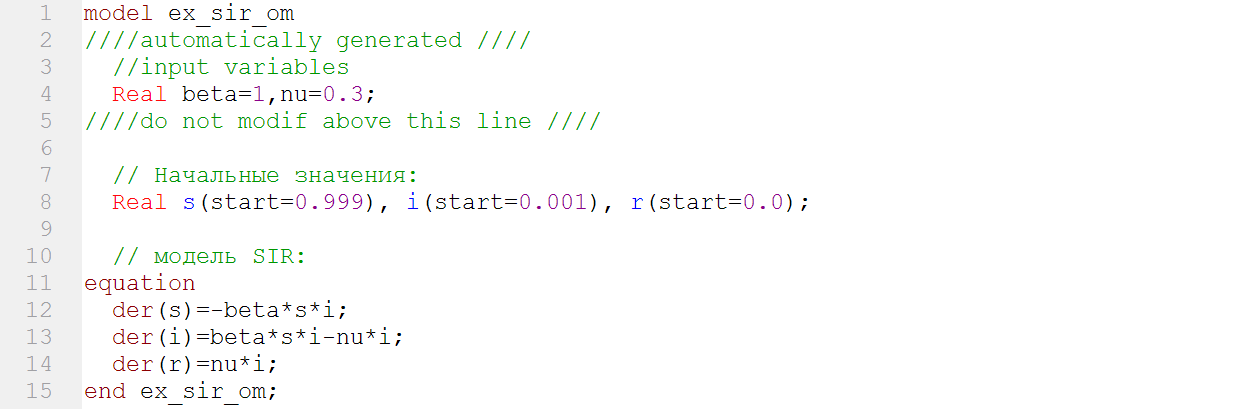 1 model ex_sir_om
2 ////automatically generated ////
3 //input variables
4 Real beta=1,nu=0.3;
5 ////do not modif above this line ////
6
7 // Начальные значения:
8 Real s(start=0.999), i(start=0.001), r(start=0.0);
9
10 // модель SIR:
11 equation
12 der(s)=-beta*s*i;
13 der(i)=beta*s*i-nu*i;
14 der(r)=nu*i;
15 end ex_sir_om;